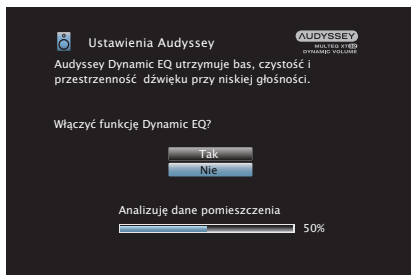 Ustawienia Audyssey
AUDYSSEY
MULTEQ XT32
DYNAMIC VOLUME
Audyssey Dynamic EQ utrzymuje bas, czystość i
przestrzenność dźwięku przy niskiej głośności.
Włączyć funkcję Dynamic EQ?
Tak
Nie
Analizuję dane pomieszczenia
50%